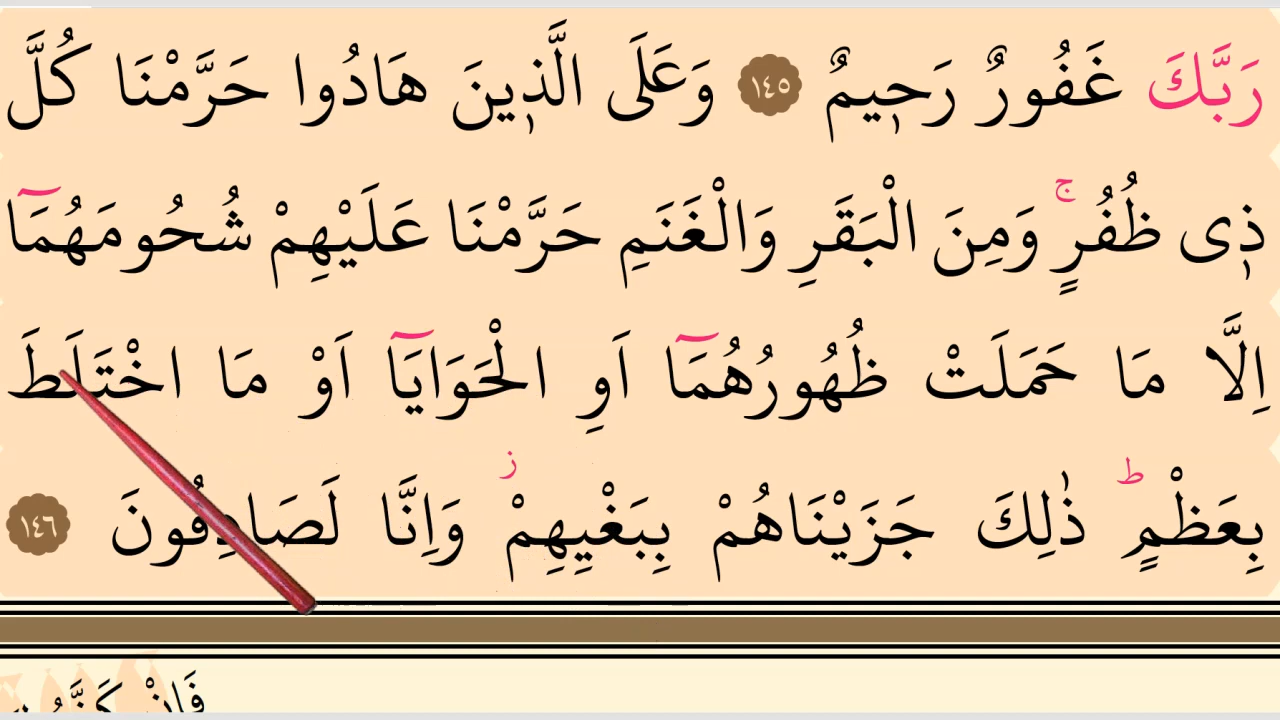 رَبَّكَ غَفُورٌ رَحٖيمٌ ١٤٥ وَعَلَى الَّذٖينَ هَادُوا حَرَّمْنَا كُلَّ
ذٖى ظُفُرٍۚ وَمِنَ الْبَقَرِ وَالْغَنَمِ حَرَّمْنَا عَلَيْهِمْ شُحُومَهُمَٓا
اِلَّا مَا حَمَلَتْ ظُهُورُهُمَٓا اَوِ الْحَوَايَٓا اَوْ مَا اخْتَلَطَ
بِعَظْمٍؕ ذٰلِكَ جَزَيْنَاهُمْ بِبَغْيِهِمْؗ وَاِنَّا لَصَادِقُونَ ١٤٦
فَاِنْ